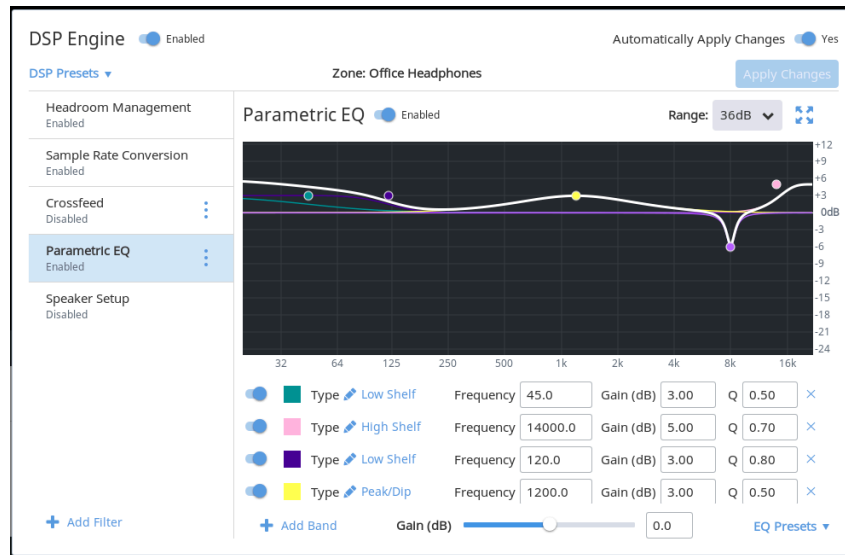 DSP Engine Enabled Automatically Apply Changes Yes
DSP Presets Zone: Office Headphones Apply Changes
Headroom Management
Enabled
Sample Rate Conversion
Enabled
Crossfeed
Disabled
Parametric EQ
Enabled
Speaker Setup
Disabled
Add Filter
Parametric EQ Enabled Range: 36dB
+12
+9
+6
+3
0dB
-3
-6
-9
-12
-15
-18
-21
-24
32 64 125 250 500 1k 2k 4k 8k 16k
Type Low Shelf Frequency 45.0 Gain (dB) 3.00 Q 0.50
Type High Shelf Frequency 14000.0 Gain (dB) 5.00 Q 0.70
Type Low Shelf Frequency 120.0 Gain (dB) 3.00 Q 0.80
Type Peak/Dip Frequency 1200.0 Gain (dB) 3.00 Q 0.50
Add Band Gain (dB) 0.0 EQ Presets